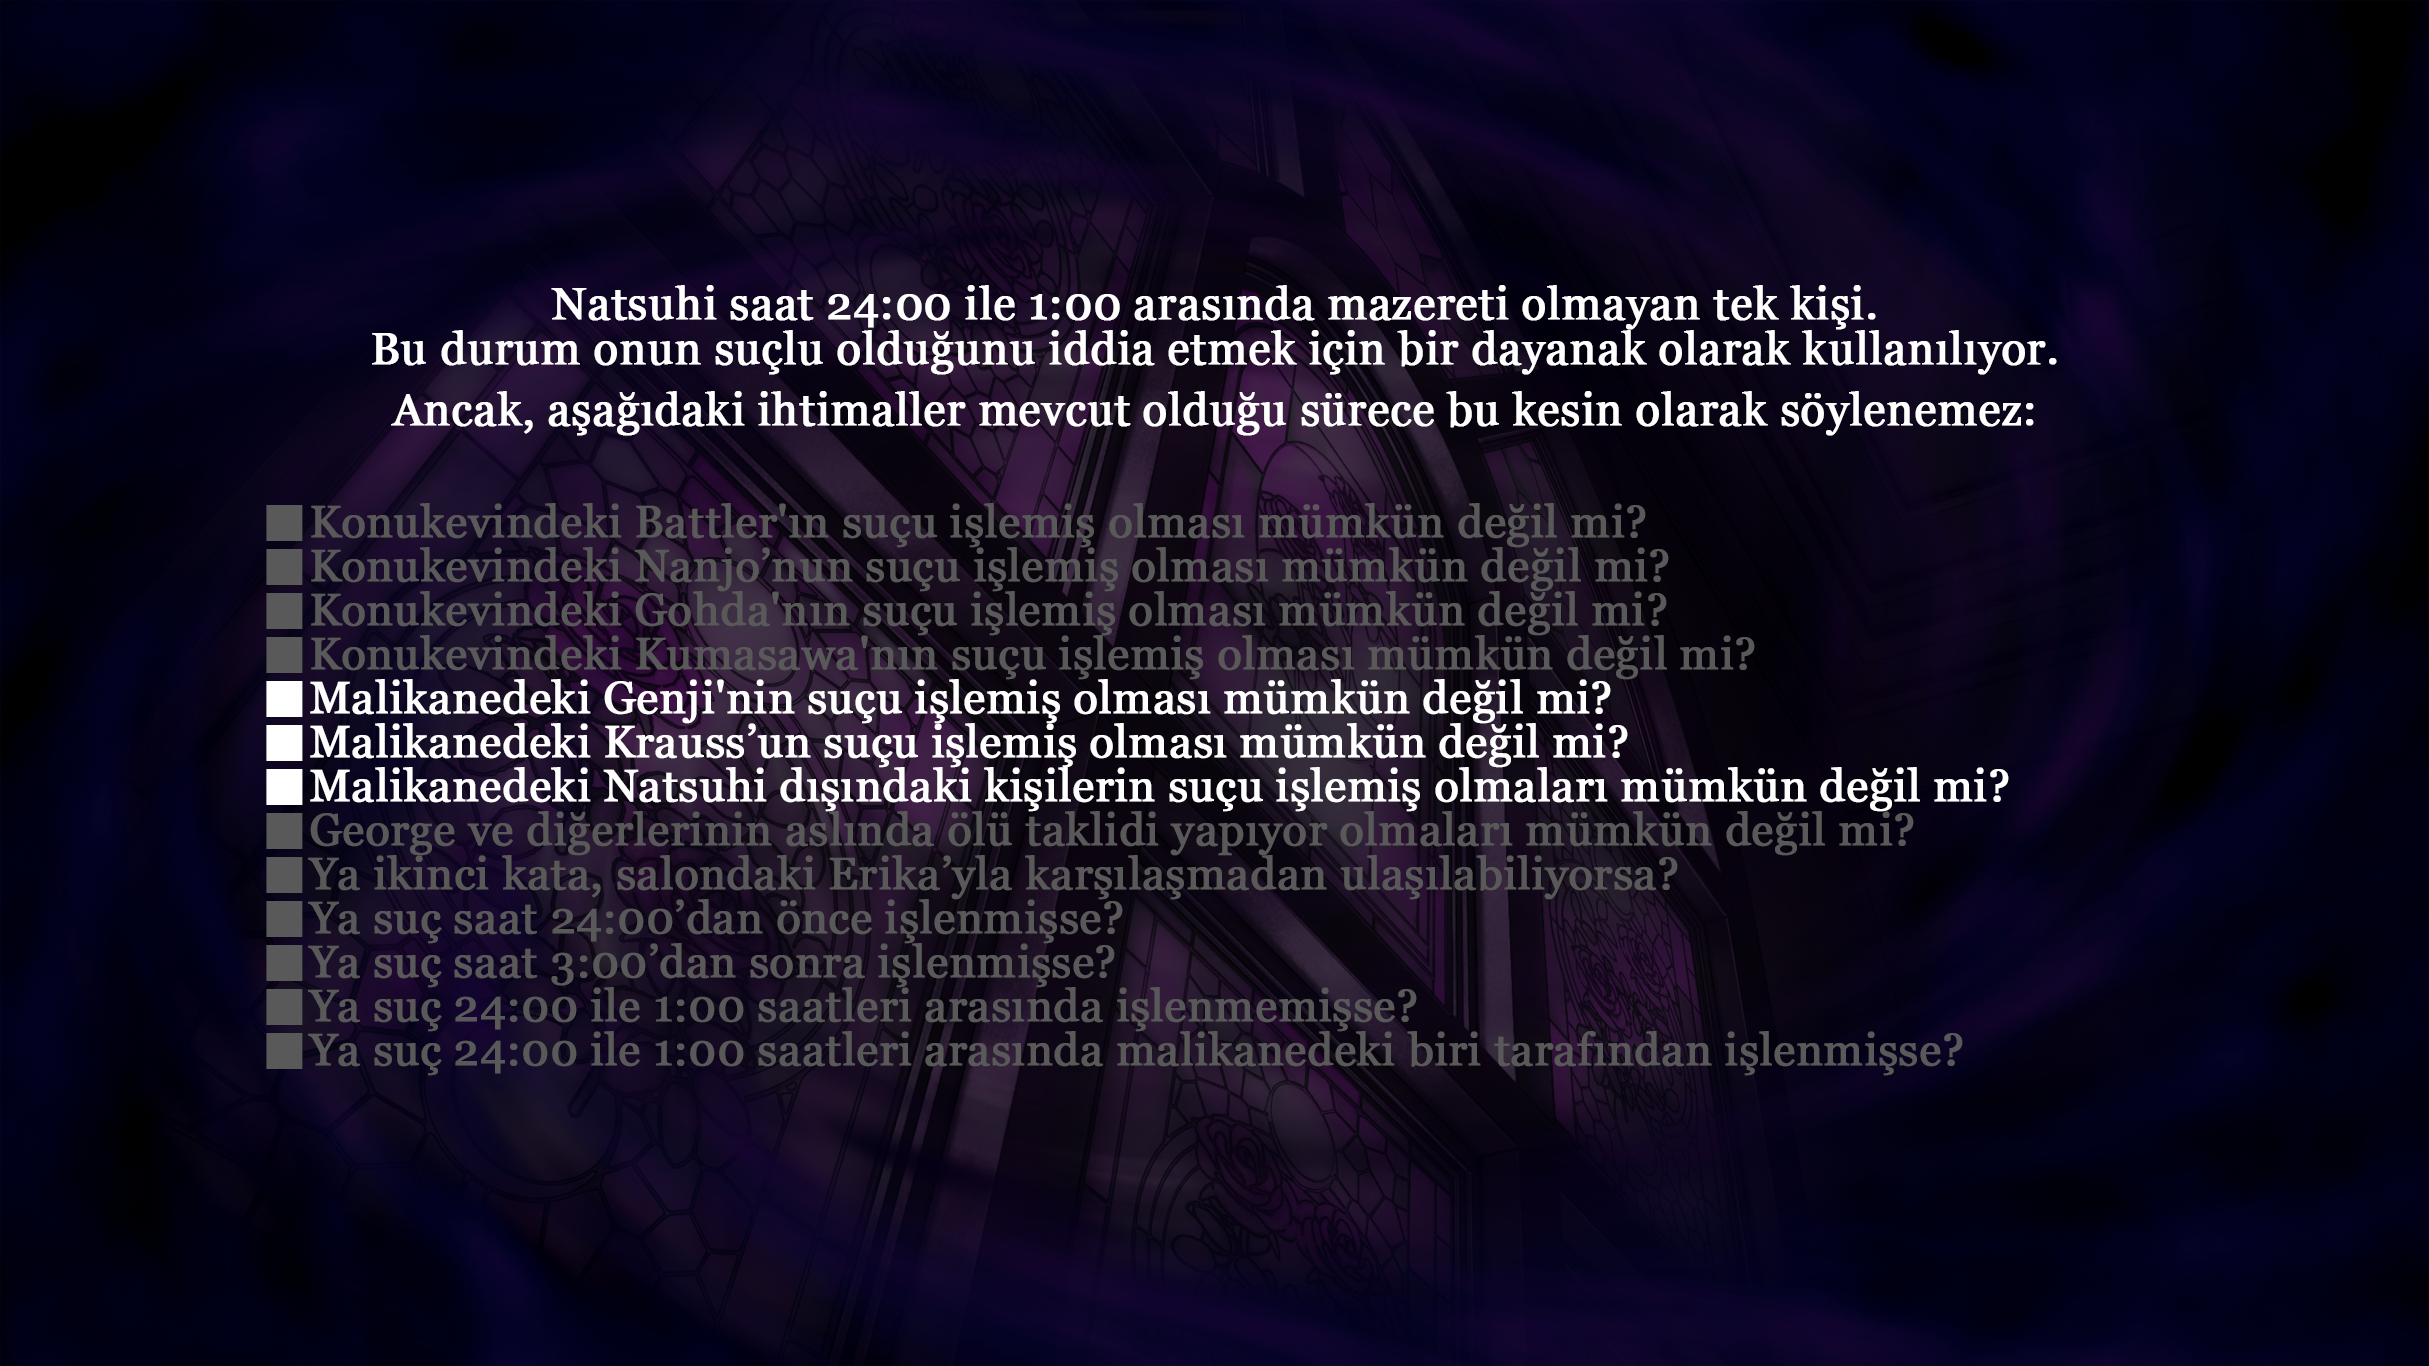 Natsuhi saat 24:00 ile 1:00 arasında mazereti olmayan tek kişi.
Bu durum onun suçlu olduğunu iddia etmek için bir dayanak olarak kullanılıyor.
Ancak, aşağıdaki ihtimaller mevcut olduğu sürece bu kesin olarak söylenemez:
■Konukevindeki Battler'ın suçu işlemiş olması mümkün değil mi?
■Konukevindeki Nanjo’nun suçu işlemiş olması mümkün değil mi?
■Konukevindeki Gohda'nın suçu işlemiş olması mümkün değil mi?
■Konukevindeki Kumasawa'nın suçu işlemiş olması mümkün değil mi?
■Malikanedeki Genji'nin suçu işlemiş olması mümkün değil mi?
■Malikanedeki Krauss’un suçu işlemiş olması mümkün değil mi?
■Malikanedeki Natsuhi dışındaki kişilerin suçu işlemiş olmaları mümkün değil mi?
■George ve diğerlerinin aslında ölü taklidi yapıyor olmaları mümkün değil mi?
■Ya ikinci kata, salondaki Erika’yla karşılaşmadan ulaşılabiliyorsa?
■Ya suç saat 24:00’dan önce işlenmişse?
■Ya suç saat 3:00’dan sonra işlenmişse?
■Ya suç 24:00 ile 1:00 saatleri arasında işlenmemişse?
■Ya suç 24:00 ile 1:00 saatleri arasında malikanedeki biri tarafından işlenmişse?